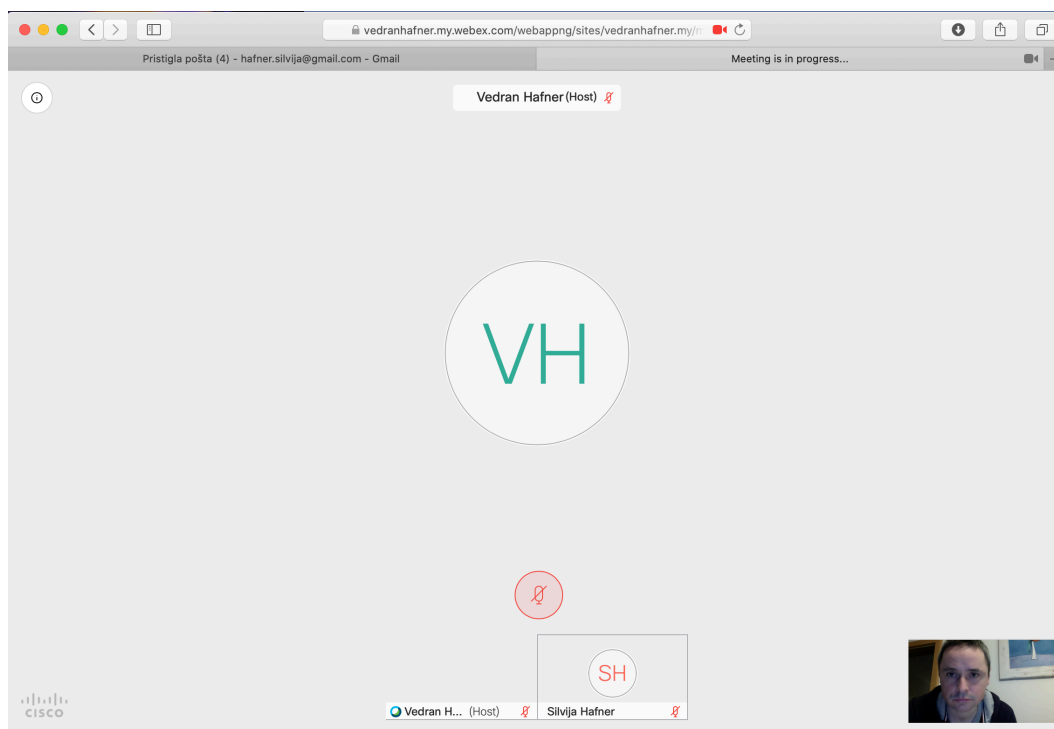 vedranhafner.my.webex.com/webappng/sites/vedranhafner.my/
Pristigla pošta (4) - hafner.silvija@gmail.com - Gmail
Meeting is in progress...
Vedran Hafner (Host)
VH
SH
Vedran H... (Host)
Silvija Hafner
CISCO